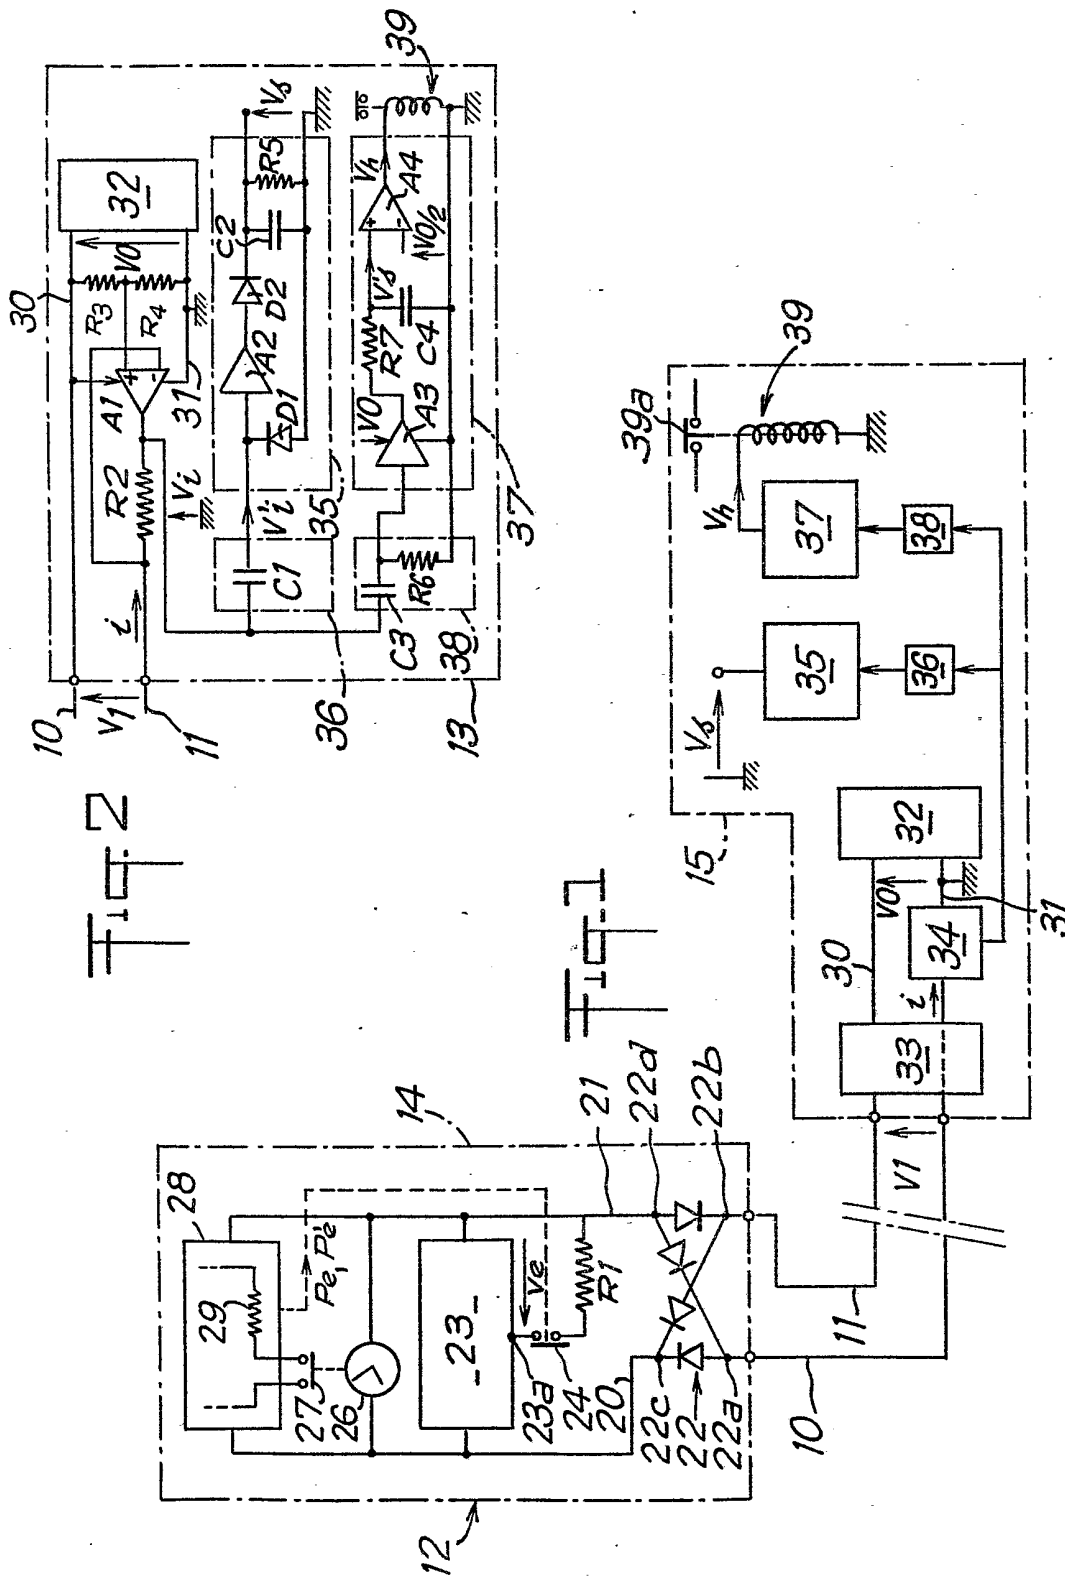 Fig. 2
10
V1
11
i
30
R2
Vi
A1
+
-
31
R3
R4
V0
32
36
C1
V'i
35
D1
A2
D2
C2
R5
Vs
13
38
C3
R6
37
A3
V0
R7
C4
V's
V0/2
+
-
A4
Vh
39
Fig. 1
12
14
28
29
27
26
Pe, P'e
23
23a
Ve
24
20
R1
21
22c
22
22a
22d
22b
10
11
V1
15
33
30
i
34
31
V0
32
Vs
35
36
37
38
Vh
39a
39